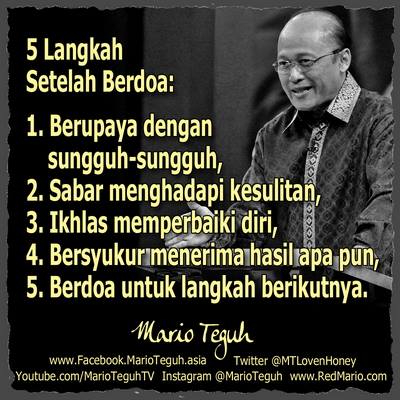 5 Langkah
Setelah Berdoa:
1. Berupaya dengan
sungguh-sungguh,
2. Sabar menghadapi kesulitan,
3. Ikhlas memperbaiki diri,
4. Bersyukur menerima hasil apa pun,
5. Berdoa untuk langkah berikutnya.
Mario Teguh
www.Facebook.MarioTeguh.asia Twitter @MTLovenHoney
Youtube.com/MarioTeguhTV Instagram @MarioTeguh www.RedMario.com